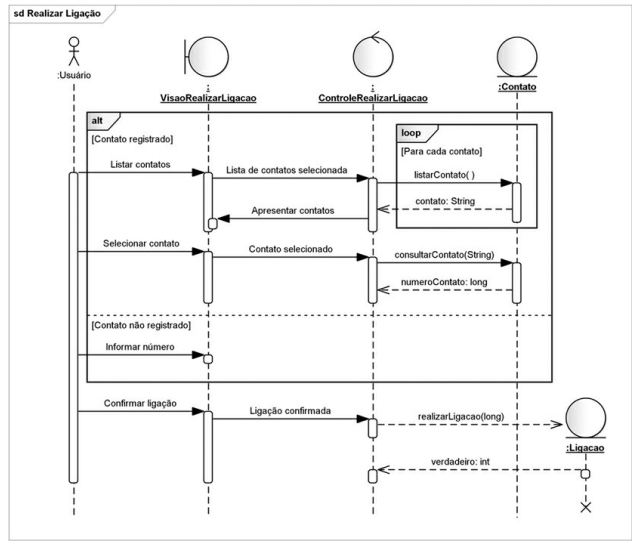 sd Realizar Ligação
:Usuário
:
VisaoRealizarLigacao
:
ControleRealizarLigacao
:Contato
alt
[Contato registrado]
loop
[Para cada contato]
Listar contatos
Lista de contatos selecionada
listarContato( )
contato: String
Apresentar contatos
Selecionar contato
Contato selecionado
consultarContato(String)
numeroContato: long
[Contato não registrado]
Informar número
Confirmar ligação
Ligação confirmada
realizarLigacao(long)
:Ligacao
verdadeiro: int